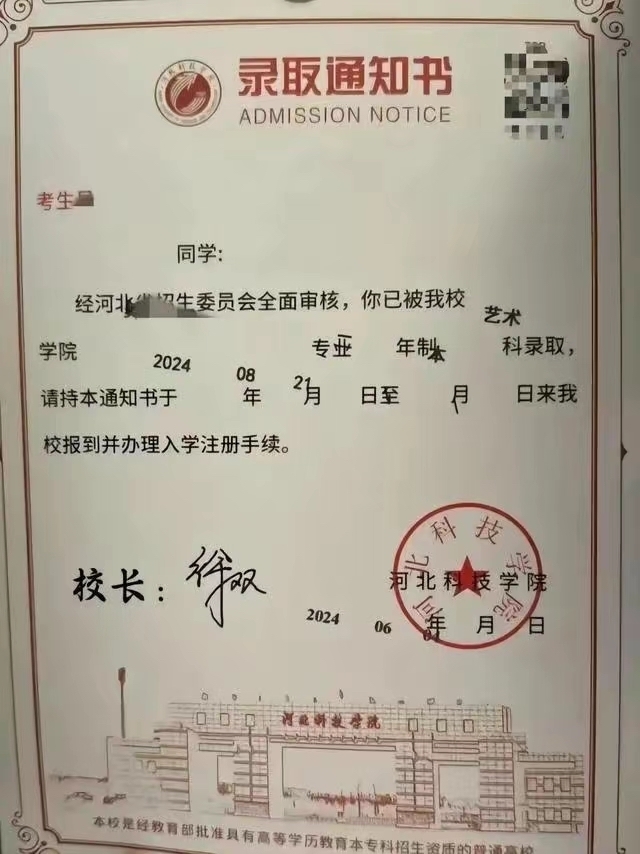 录取通知书
ADMISSION NOTICE
考生
同学:
经河北 招生委员会全面审核，你已被我校 艺术
学院 2024 专业 年制本 科录取，
请持本通知书于 08 年 21 月 日至 月 日来我
校报到并办理入学注册手续。
河北科技学院
校长：徐双
河北科技学院
2024 06 年 月 日
河北科技学院
本校是经教育部批准具有高等学历教育本专科招生资质的普通高校